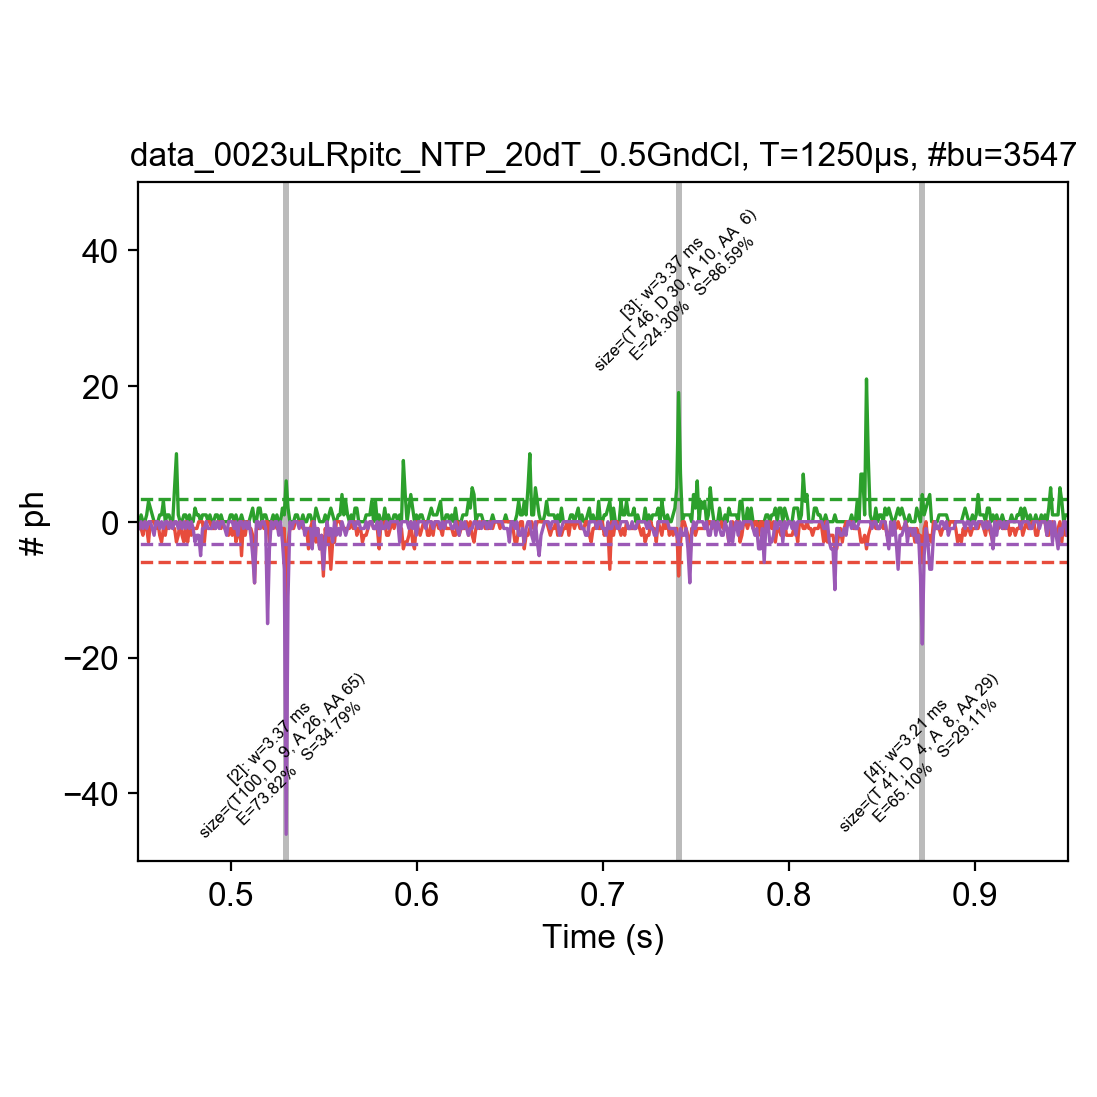 data_0023uLRpitc_NTP_20dT_0.5GndCl, T=1250µs, #bu=3547
# ph
40
20
0
−20
−40
[3]: w=3.37 ms
size=(T 46, D 30, A 10, AA  6)
E=24.30%   S=86.59%
[2]: w=3.37 ms
size=(T100, D  9, A 26, AA 65)
E=73.82%   S=34.79%
[4]: w=3.21 ms
size=(T 41, D  4, A  8, AA 29)
E=65.10%   S=29.11%
0.5
0.6
0.7
0.8
0.9
Time (s)